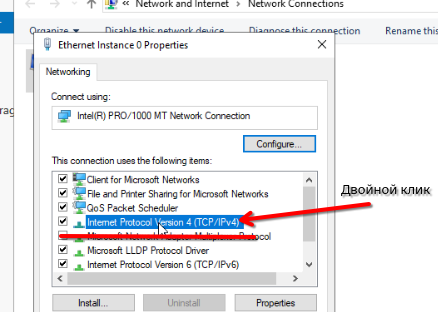 « Network and Internet > Network Connections
Organize Disable this network device Diagnose this connection Rename this
Ethernet Instance 0 Properties
Networking
Connect using:
Intel(R) PRO/1000 MT Network Connection
Configure...
This connection uses the following items:
Client for Microsoft Networks
File and Printer Sharing for Microsoft Networks
QoS Packet Scheduler
Двойной клик
Internet Protocol Version 4 (TCP/IPv4)
Microsoft Network Adapter Multiplexor Protocol
Microsoft LLDP Protocol Driver
Internet Protocol Version 6 (TCP/IPv6)
Install... Uninstall Properties